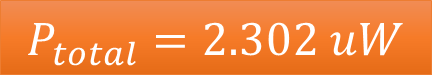 P_total = 2.302 uW